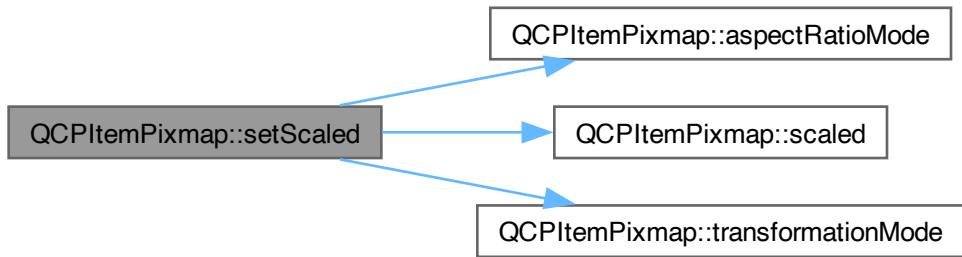 QCPItemPixmap::aspectRatioMode
QCPItemPixmap::setScaled
QCPItemPixmap::scaled
QCPItemPixmap::transformationMode